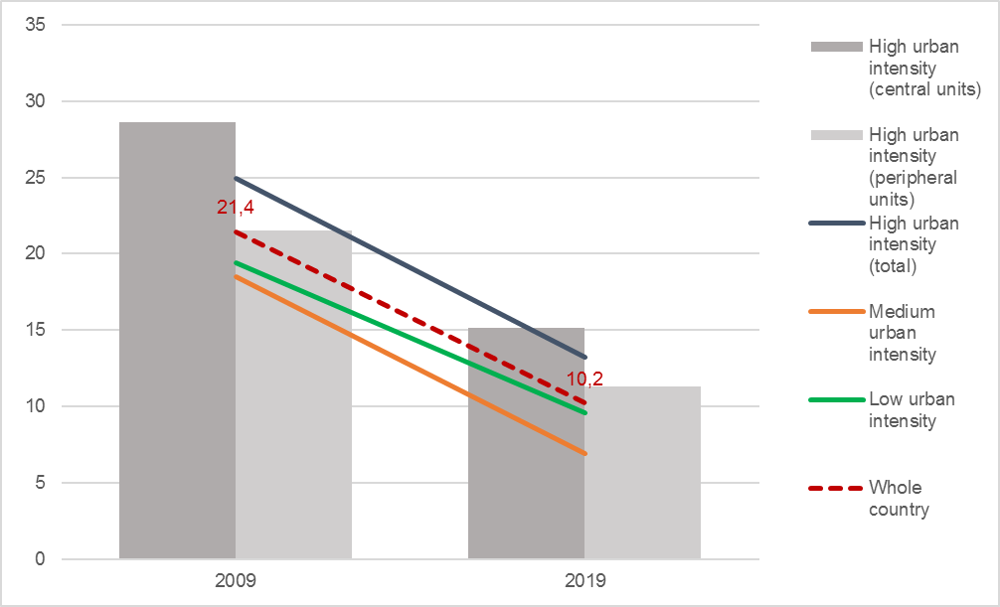 35
30
25
20
15
10
5
0
21,4
10,2
2009
2019
High urban
intensity
(central units)
High urban
intensity
(peripheral
units)
High urban
intensity
(total)
Medium
urban
intensity
Low urban
intensity
Whole
country